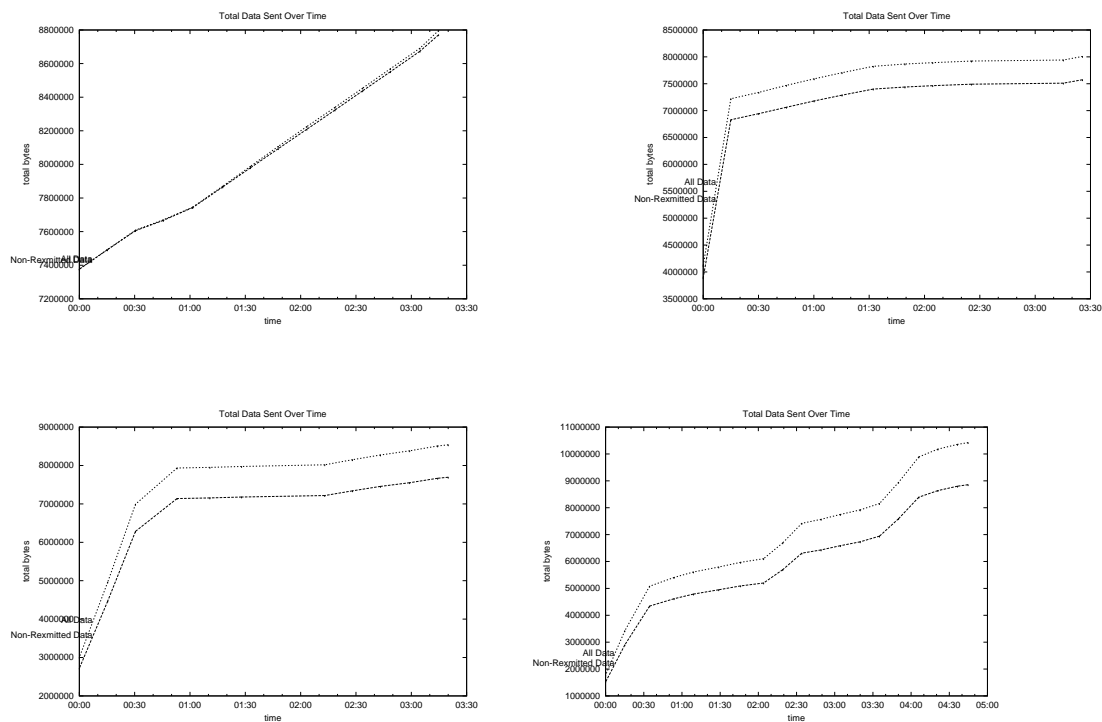 Total Data Sent Over Time
8800000
8600000
8400000
8200000
8000000
7800000
7600000
7400000
7200000
total bytes
Non-Rexmitted Data
All Data
00:00 00:30 01:00 01:30 02:00 02:30 03:00 03:30
time
Total Data Sent Over Time
8500000
8000000
7500000
7000000
6500000
6000000
5500000
5000000
4500000
4000000
3500000
total bytes
All Data
Non-Rexmitted Data
00:00 00:30 01:00 01:30 02:00 02:30 03:00 03:30
time
Total Data Sent Over Time
9000000
8000000
7000000
6000000
5000000
4000000
3000000
2000000
total bytes
All Data
Non-Rexmitted Data
00:00 00:30 01:00 01:30 02:00 02:30 03:00 03:30
time
Total Data Sent Over Time
11000000
10000000
9000000
8000000
7000000
6000000
5000000
4000000
3000000
2000000
1000000
total bytes
All Data
Non-Rexmitted Data
00:00 00:30 01:00 01:30 02:00 02:30 03:00 03:30 04:00 04:30 05:00
time